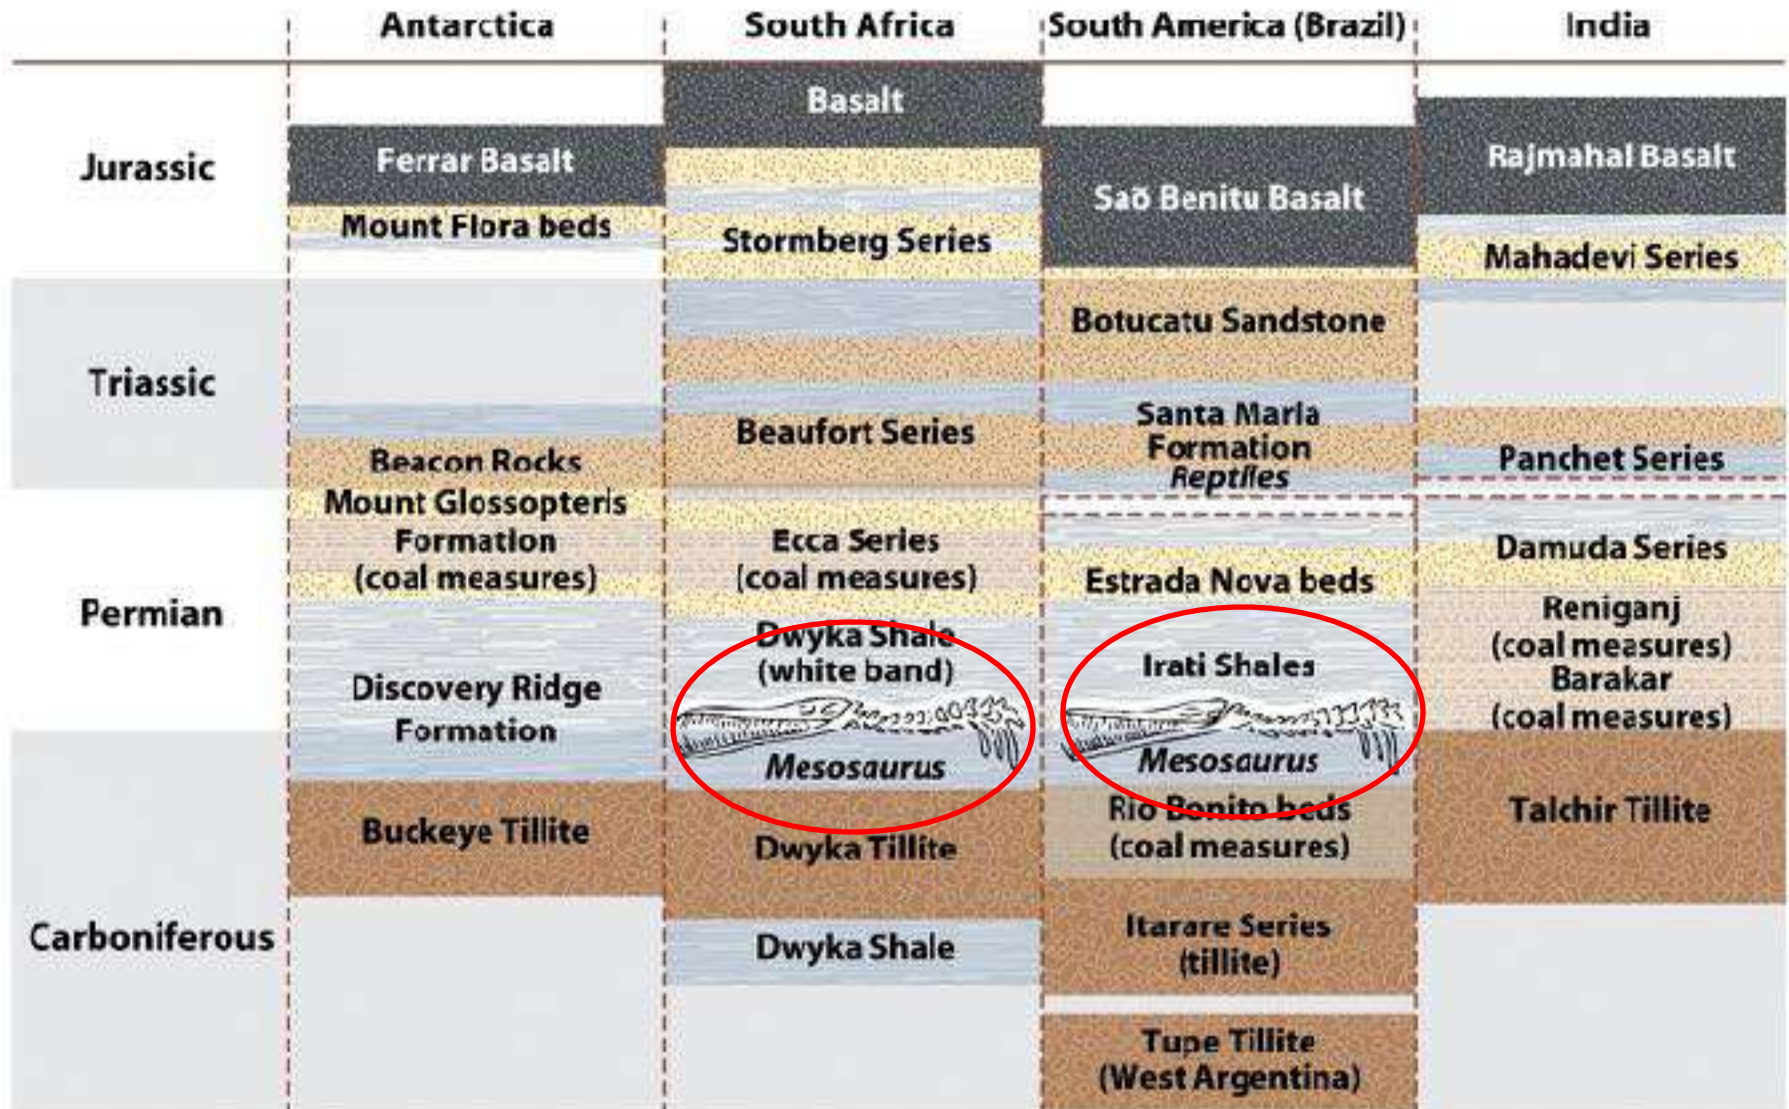 Antarctica
South Africa
South America (Brazil)
India
Jurassic
Triassic
Permian
Carboniferous
Ferrar Basalt
Mount Flora beds
Beacon Rocks
Mount Glossopteris
Formation
(coal measures)
Discovery Ridge
Formation
Buckeye Tillite
Basalt
Stormberg Series
Beaufort Series
Ecca Series
(coal measures)
Dwyka Shale
(white band)
Mesosaurus
Dwyka Tillite
Dwyka Shale
Saõ Benitu Basalt
Botucatu Sandstone
Santa Marla
Formation
Reptiles
Estrada Nova beds
Irati Shales
Mesosaurus
Rio Bonito beds
(coal measures)
Itarare Series
(tillite)
Tupe Tillite
(West Argentina)
Rajmahal Basalt
Mahadevi Series
Panchet Series
Damuda Series
Reniganj
(coal measures)
Barakar
(coal measures)
Talchir Tillite